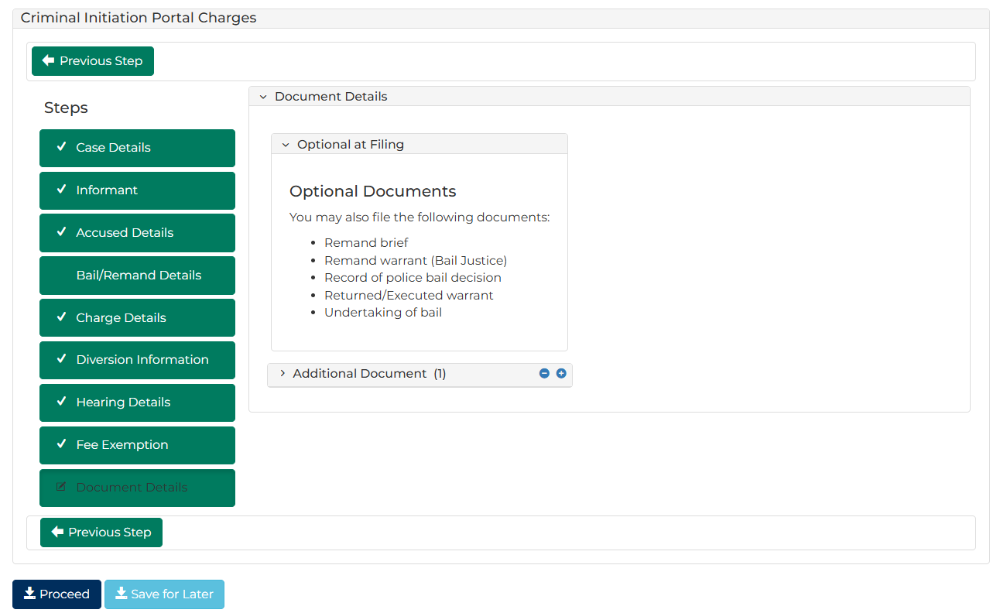 Criminal Initiation Portal Charges
Previous Step
Steps
Case Details
Informant
Accused Details
Bail/Remand Details
Charge Details
Diversion Information
Hearing Details
Fee Exemption
Document Details
Document Details
Optional at Filing
Optional Documents
You may also file the following documents:
Remand brief
Remand warrant (Bail Justice)
Record of police bail decision
Returned/Executed warrant
Undertaking of bail
Additional Document (1)
Previous Step
Proceed
Save for Later